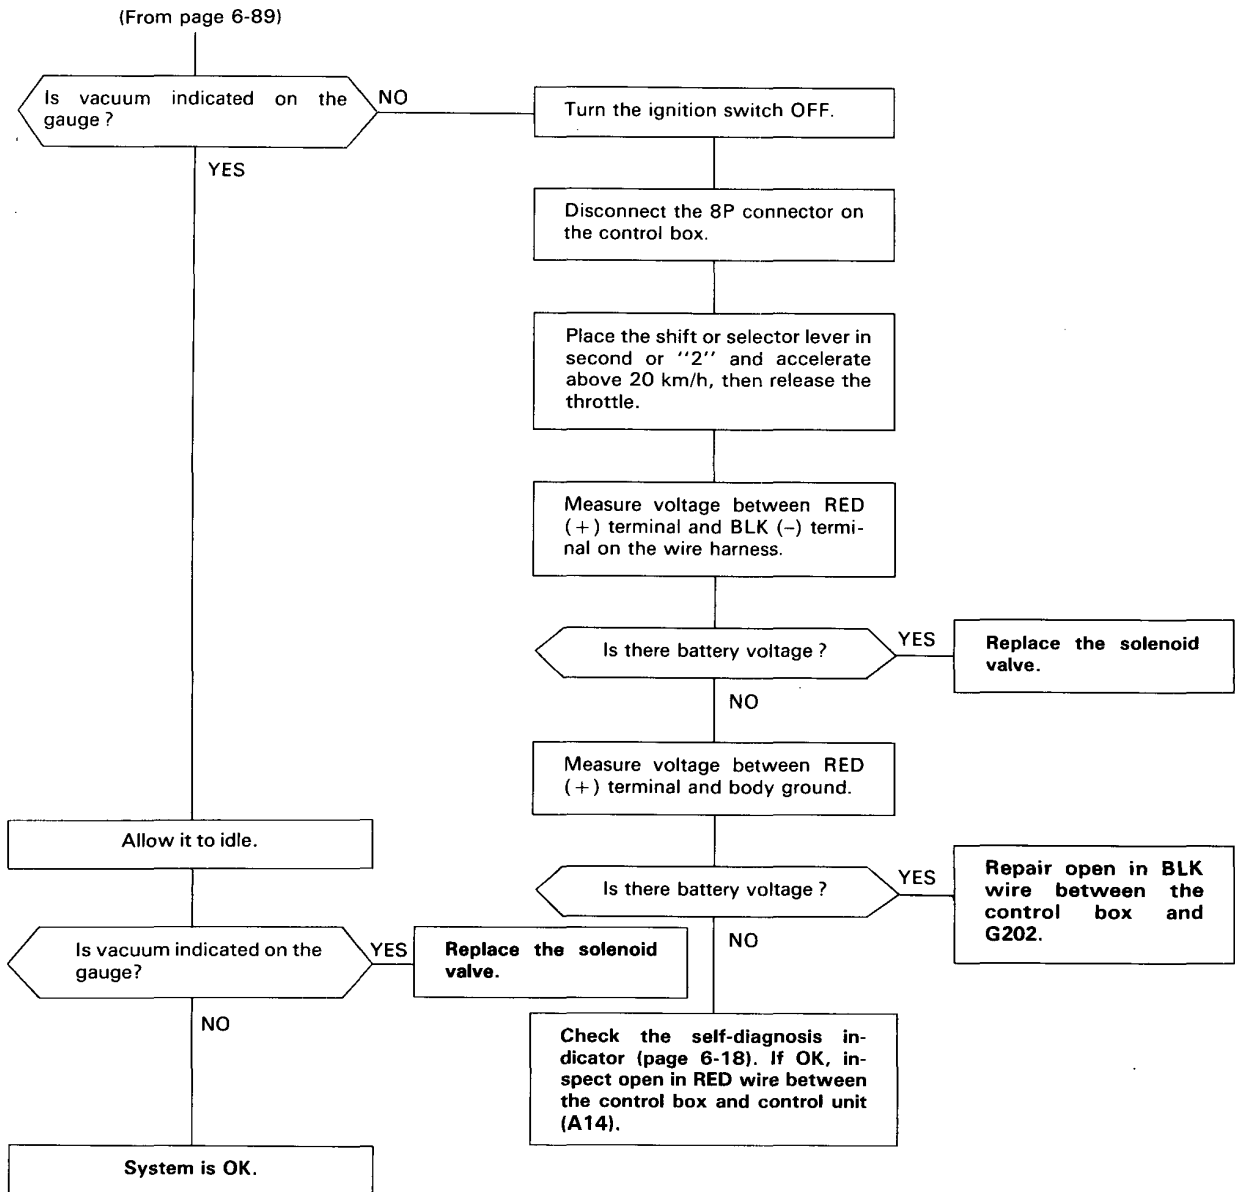 (From page 6-89)
Is vacuum indicated on the
gauge?
NO
YES
Turn the ignition switch OFF.
Disconnect the 8P connector on
the control box.
Place the shift or selector lever in
second or "2" and accelerate
above 20 km/h, then release the
throttle.
Measure voltage between RED
(+) terminal and BLK (–) termi-
nal on the wire harness.
Is there battery voltage?
YES
Replace the solenoid
valve.
NO
Measure voltage between RED
(+) terminal and body ground.
Is there battery voltage?
YES
Repair open in BLK
wire between the
control box and
G202.
NO
Check the self-diagnosis in-
dicator (page 6-18). If OK, in-
spect open in RED wire between
the control box and control unit
(A14).
Allow it to idle.
Is vacuum indicated on the
gauge?
YES
Replace the solenoid
valve.
NO
System is OK.